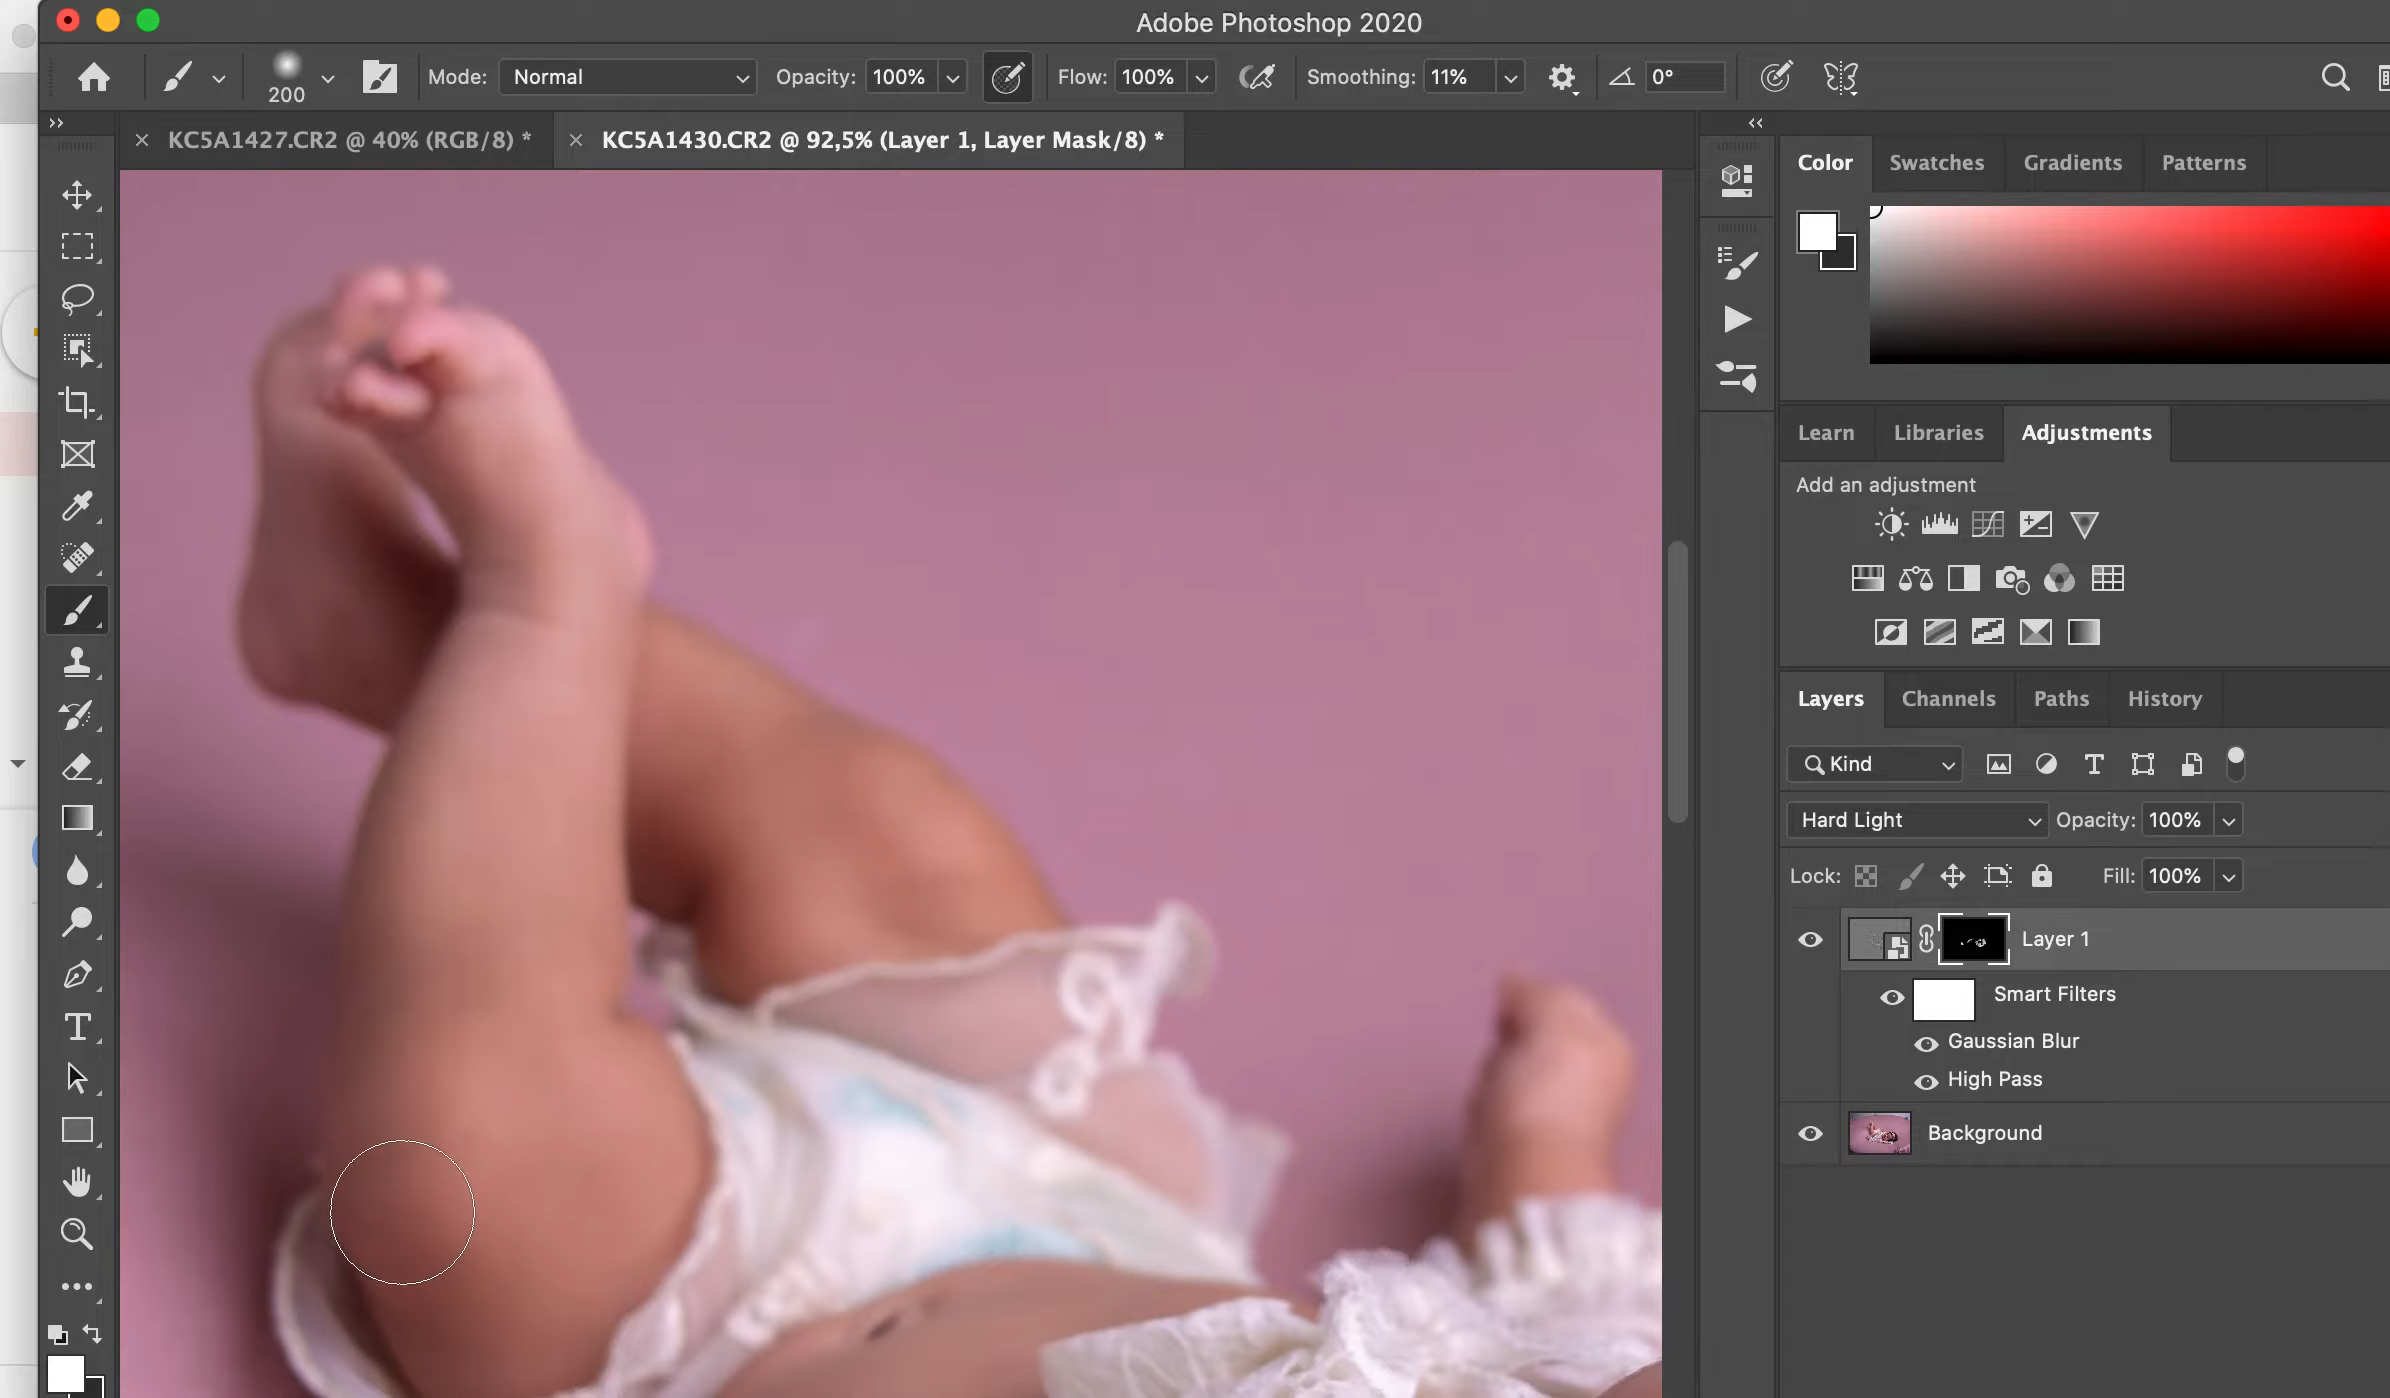 Adobe Photoshop 2020
200
Mode: Normal Opacity: 100% Flow: 100% Smoothing: 11% 0°
KC5A1427.CR2 @ 40% (RGB/8) * KC5A1430.CR2 @ 92,5% (Layer 1, Layer Mask/8) *
Color Swatches Gradients Patterns
Learn Libraries Adjustments
Add an adjustment
Layers Channels Paths History
Kind
Hard Light Opacity: 100%
Lock: Fill: 100%
Layer 1
Smart Filters
Gaussian Blur
High Pass
Background